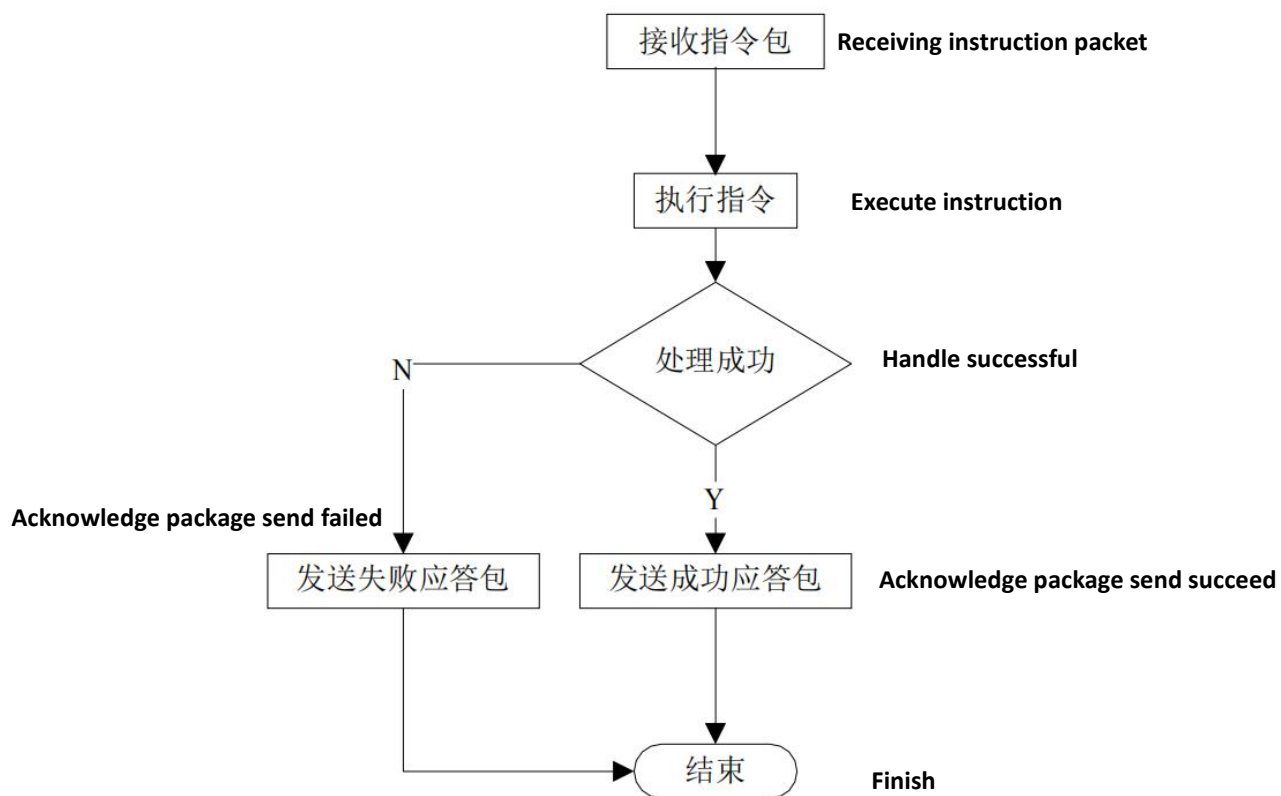 接收指令包
Receiving instruction packet
执行指令
Execute instruction
处理成功
Handle successful
N
Y
Acknowledge package send failed
发送失败应答包
发送成功应答包
Acknowledge package send succeed
结束
Finish